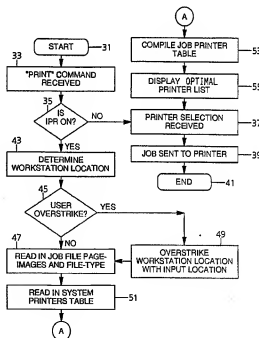 START
31
33
"PRINT" COMMAND
RECEIVED
35
IS
IPR ON?
NO
YES
43
DETERMINE
WORKSTATION LOCATION
45
USER
OVERSTRIKE?
YES
NO
47
READ IN JOB FILE PAGE-
IMAGES AND FILE-TYPE
49
OVERSTRIKE
WORKSTATION LOCATION
WITH INPUT LOCATION
READ IN SYSTEM
PRINTERS TABLE
51
A
A
COMPILE JOB PRINTER
TABLE
53
DISPLAY OPTIMAL
PRINTER LIST
55
PRINTER SELECTION
RECEIVED
37
JOB SENT TO PRINTER
39
END
41